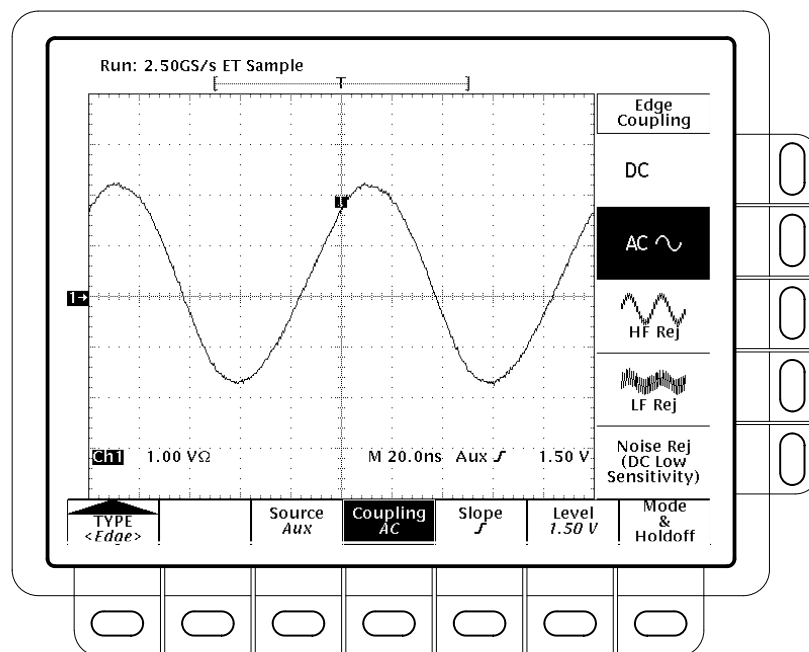 Run: 2.50GS/s ET Sample
T
T
Edge
Coupling
DC
AC
HF Rej
LF Rej
Noise Rej
(DC Low
Sensitivity)
1→
Ch1 1.00 VΩ M 20.0ns Aux 1.50 V
TYPE
<Edge>
Source
Aux
Coupling
AC
Slope
Level
1.50 V
Mode
&
Holdoff